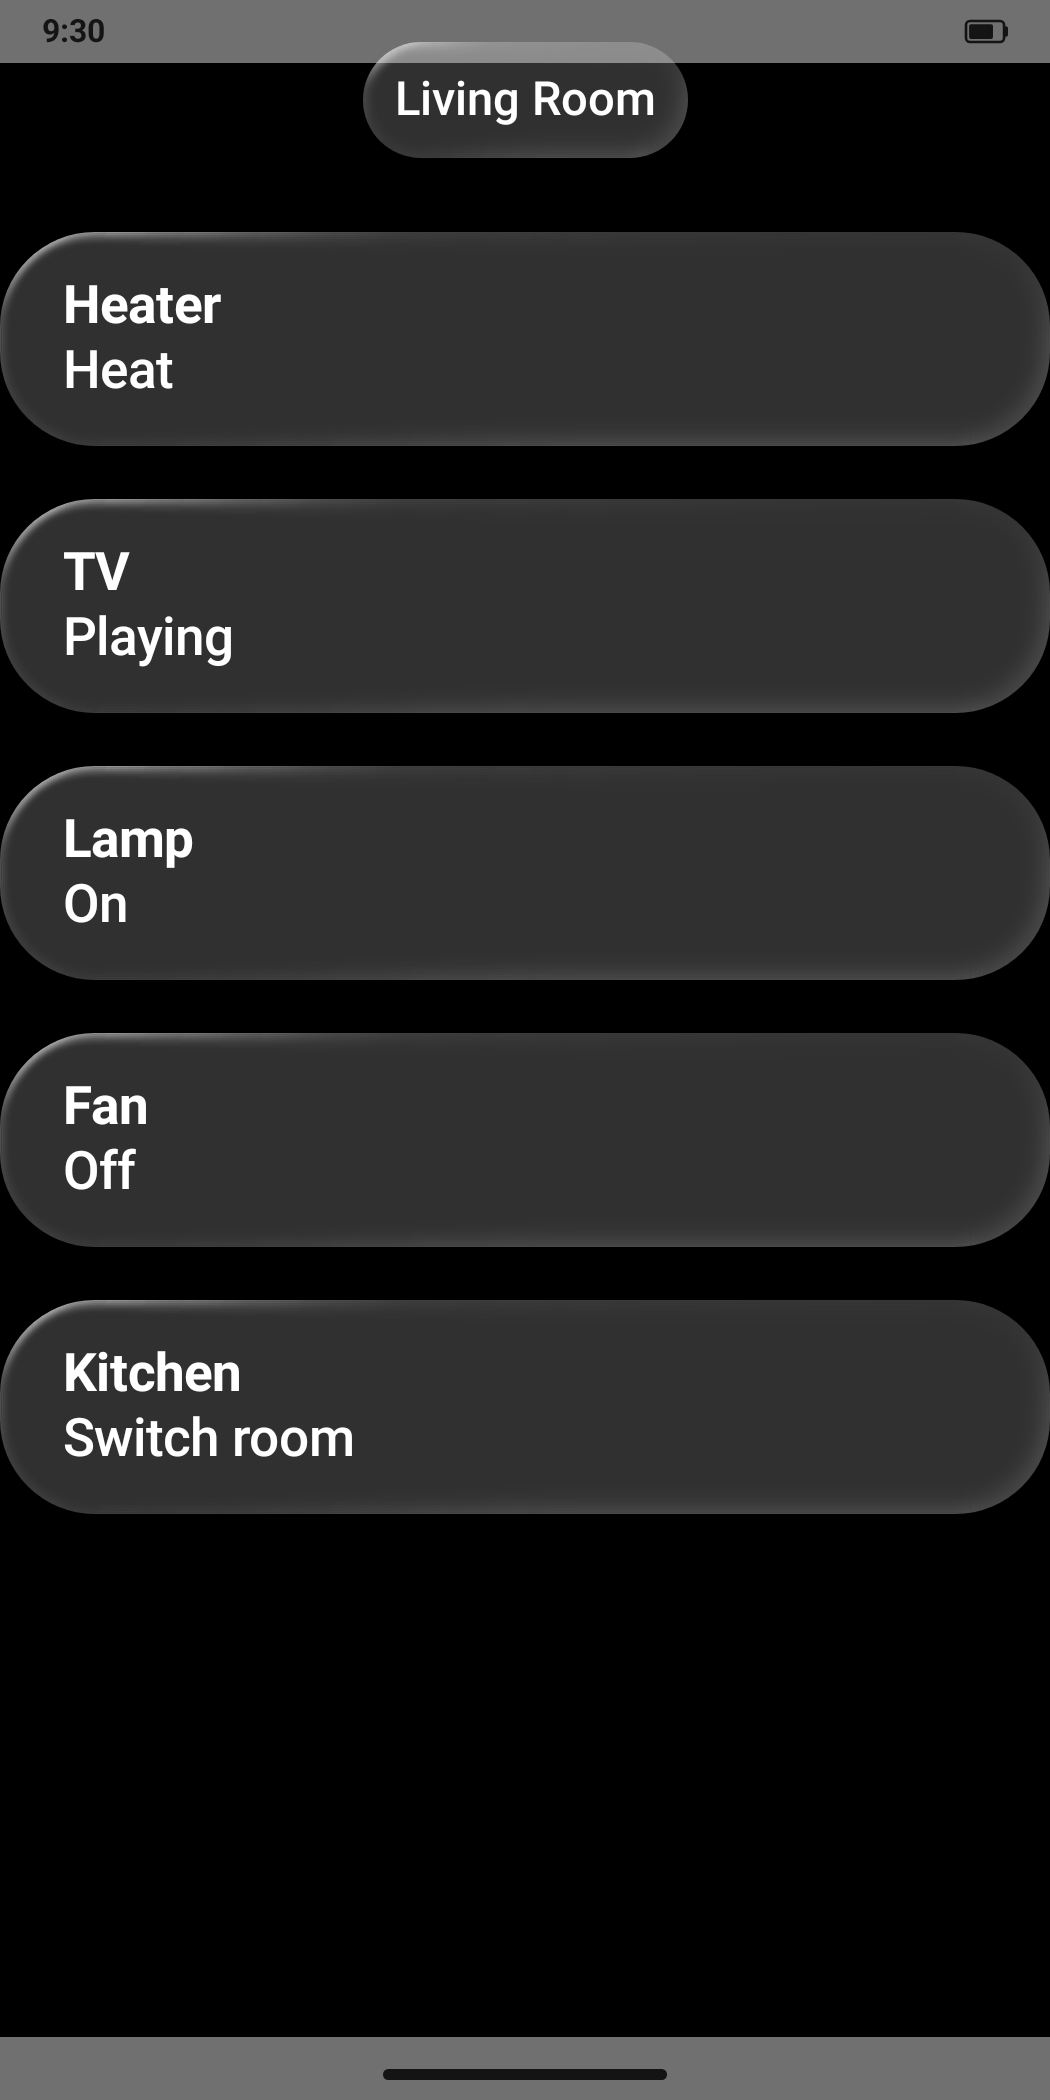 9:30
Living Room
Heater
Heat
TV
Playing
Lamp
On
Fan
Off
Kitchen
Switch room